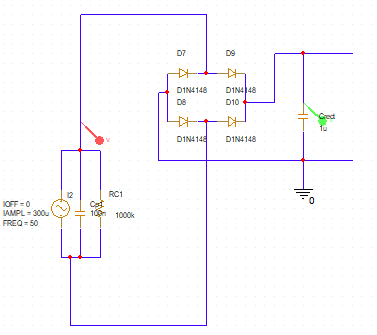 D7 D9
D1N4148 D1N4148
D8 D10
D1N4148 D1N4148
Crect
1u
0
I2
RC1
IOFF = 0
IAMPL = 300u
FREQ = 50
100n
1000k
V